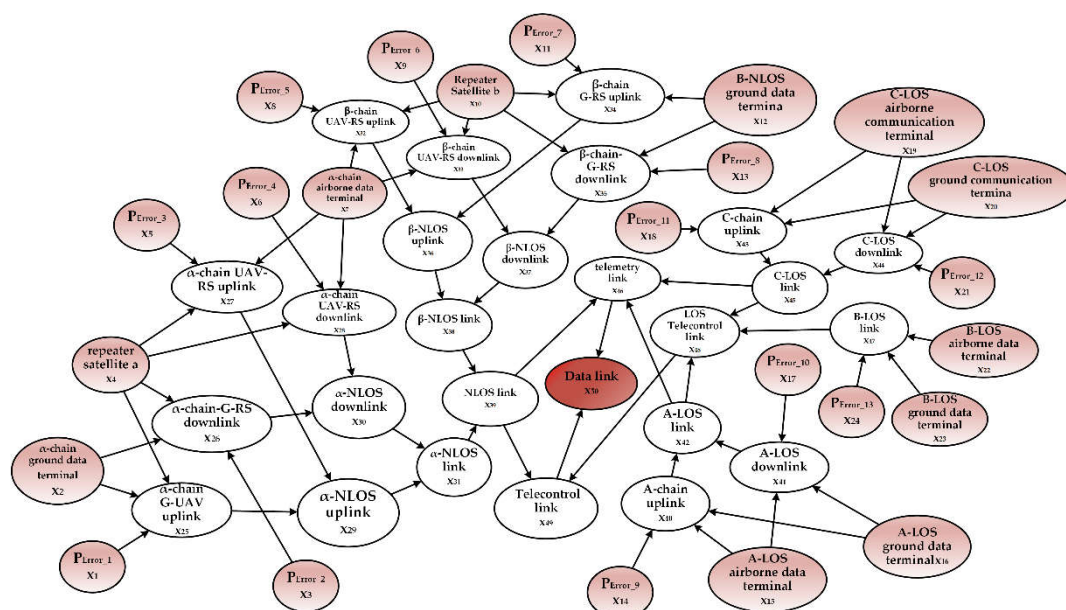 PError_7
X11
PError_6
X9
Repeater
Satellite b
X10
β-chain
G-RS uplink
X34
B-NLOS
ground data
termina
X12
C-LOS
airborne
communication
terminal
X19
PError_5
X8
β-chain
UAV-RS uplink
X32
β-chain
UAV-RS downlink
X33
β-chain-
G-RS
downlink
X35
PError_8
X13
C-LOS
ground communication
termina
X20
PError_4
X6
α-chain
airborne data
terminal
X7
PError_3
X5
β-NLOS
uplink
X36
β-NLOS
downlink
X37
PError_11
X18
C-chain
uplink
X43
C-LOS
downlink
X44
PError_12
X21
α-chain UAV-
RS uplink
X27
α-chain
UAV-RS
downlink
X28
telemetry
link
X46
C-LOS
link
X45
β-NLOS link
X38
LOS
Telecontrol
link
X48
B-LOS
link
X47
B-LOS
airborne data
terminal
X22
repeater
satellite a
X4
NLOS link
X39
Data link
X50
PError_10
X17
PError_13
X24
B-LOS
ground data
terminal
X23
α-chain-G-RS
downlink
X26
α-NLOS
downlink
X30
A-LOS
link
X42
A-LOS
downlink
X41
α-chain
ground data
terminal
X2
α-NLOS
link
X31
α-chain
G-UAV
uplink
X25
α-NLOS
uplink
X29
Telecontrol
link
X49
A-chain
uplink
X40
A-LOS
ground data
terminalX16
PError_1
X1
PError_2
X3
PError_9
X14
A-LOS
airborne data
terminal
X15